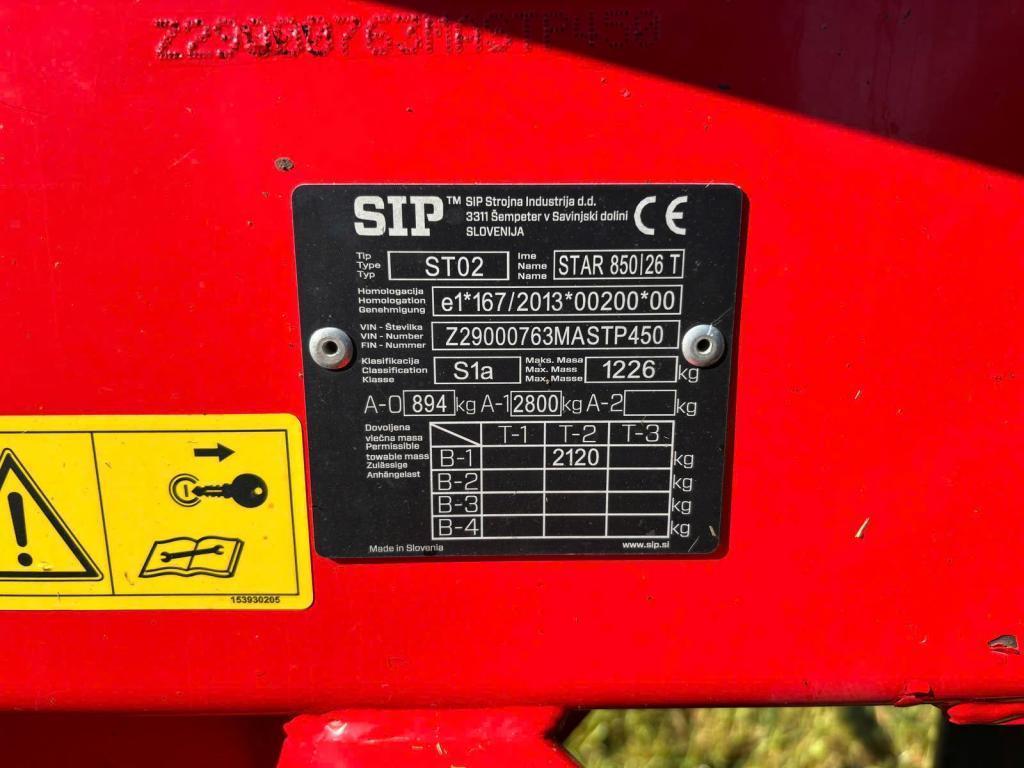 Z29000763MASTP450
SIP™ SIP Strojna Industrija d.d.
3311 Šempeter v Savinjski dolini
SLOVENIJA
CE
Tip
Type
Typ
ST02
Ime
Name
Name
STAR 850/26 T
Homologacija
Homologation
Genehmigung
e1*167/2013*00200*00
VIN - Številka
VIN - Number
FIN - Nummer
Z29000763MASTP450
Klasifikacija
Classification
Klasse
S1a
Maks. Masa
Max. Mass
Max. Masse
1226 kg
A-0 894 kg A-1 2800 kg A-2 kg
Dovoljena
vlečna masa
Permissible
towable mass
Zulässige
Anhängelast
T-1 T-2 T-3
B-1 2120 kg
B-2 kg
B-3 kg
B-4 kg
Made in Slovenia www.sip.si
153930205